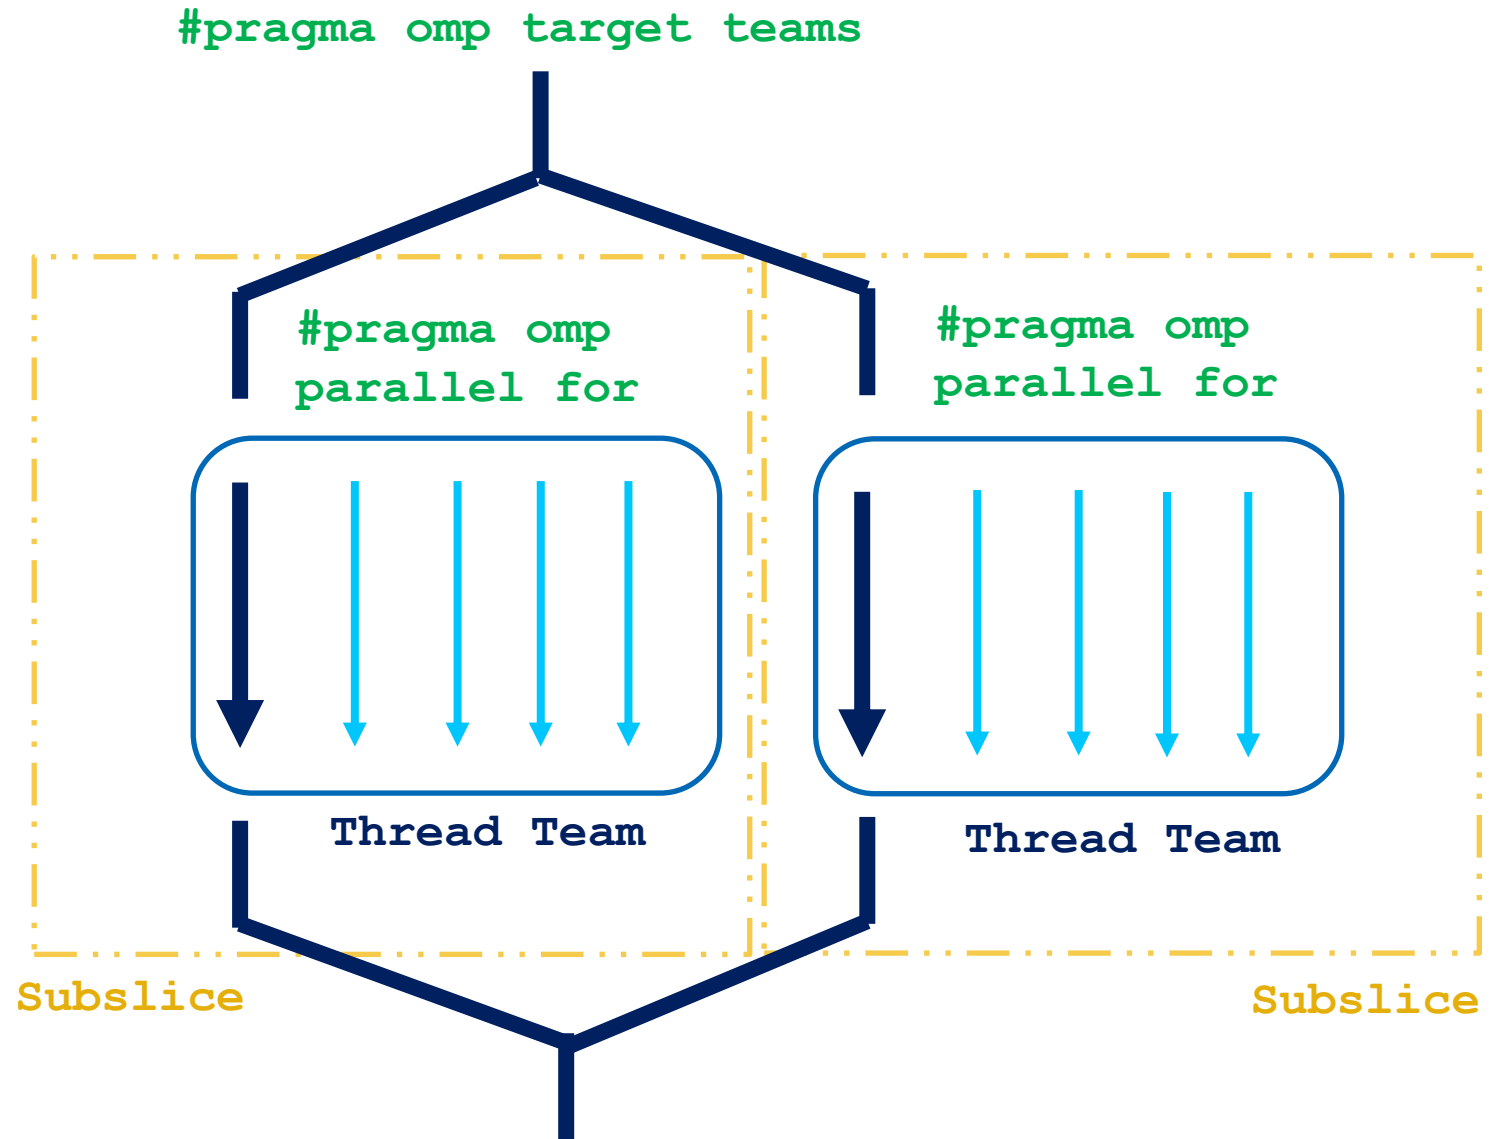 #pragma omp target teams
#pragma omp
parallel for
#pragma omp
parallel for
Thread Team
Thread Team
Subslice
Subslice